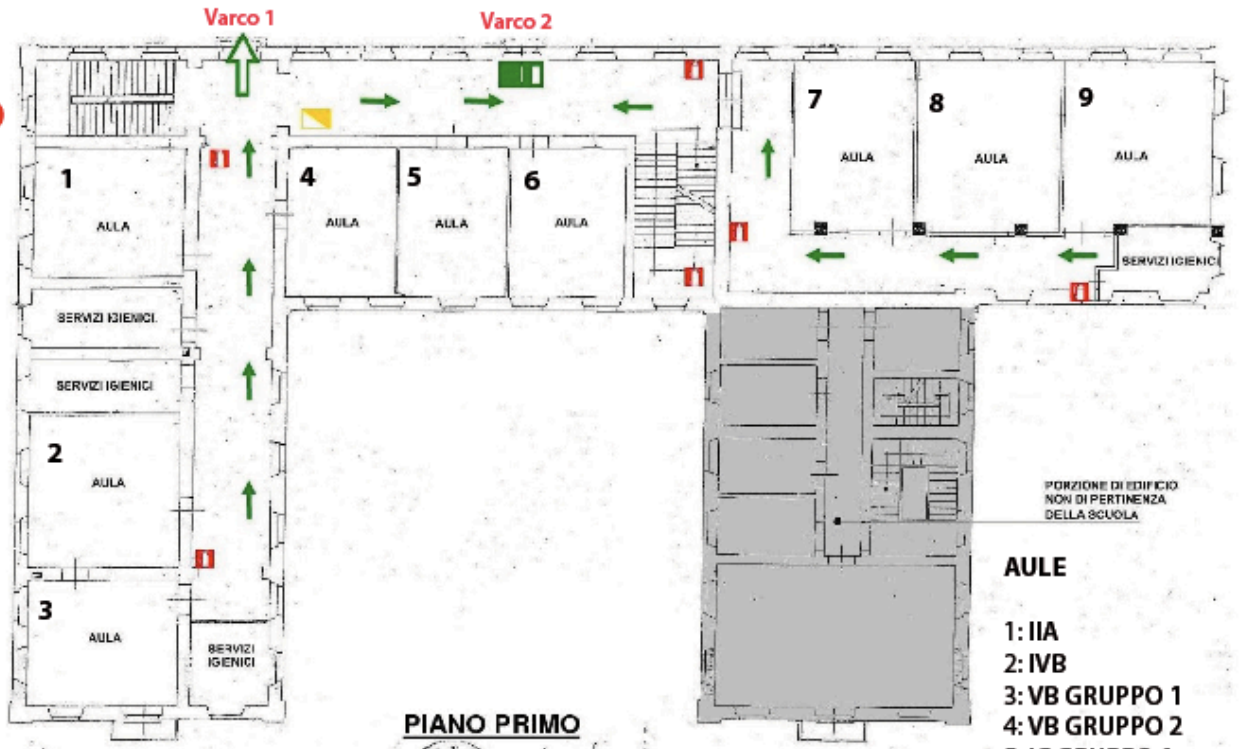 Varco 1
Varco 2
1
AULA
4
AULA
5
AULA
6
AULA
7
AULA
8
AULA
9
AULA
SERVIZI IGIENICI
SERVIZI IGIENICI
SERVIZI IGIENICI
2
AULA
3
AULA
SERVIZI
IGIENICI
PORZIONE DI EDIFICIO
NON DI PERTINENZA
DELLA SCUOLA
PIANO PRIMO
AULE
1: IIA
2: IVB
3: VB GRUPPO 1
4: VB GRUPPO 2